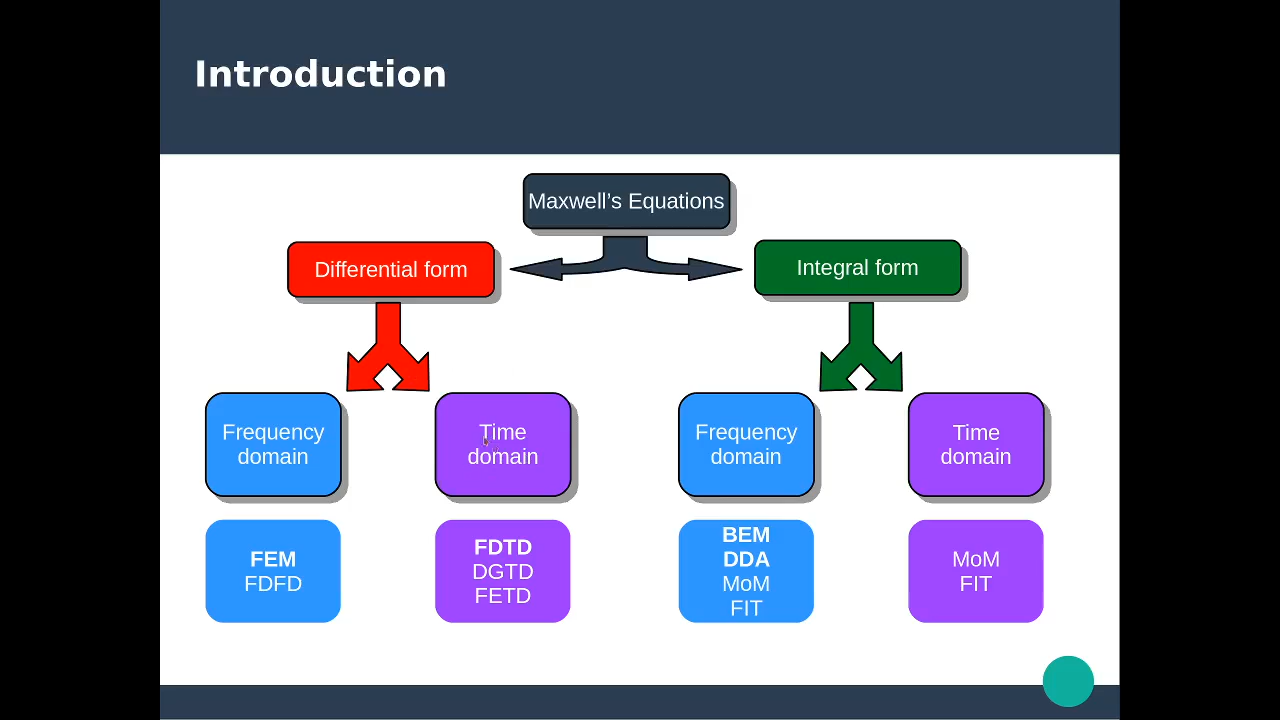 Introduction
Maxwell’s Equations
Differential form
Integral form
Frequency
domain
Time
domain
Frequency
domain
Time
domain
FEM
FDFD
FDTD
DGTD
FETD
BEM
DDA
MoM
FIT
MoM
FIT